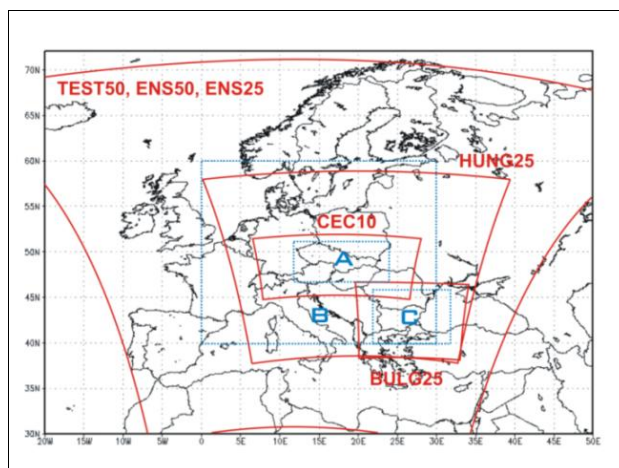 70N
TEST50, ENS50, ENS25
65N
60N
HUNG25
55N
CEC10
50N
A
45N
B
C
40N
BULG25
35N
30N
20W 15W 10W 5W 0 5E 10E 15E 20E 25E 30E 35E 40E 45E 50E